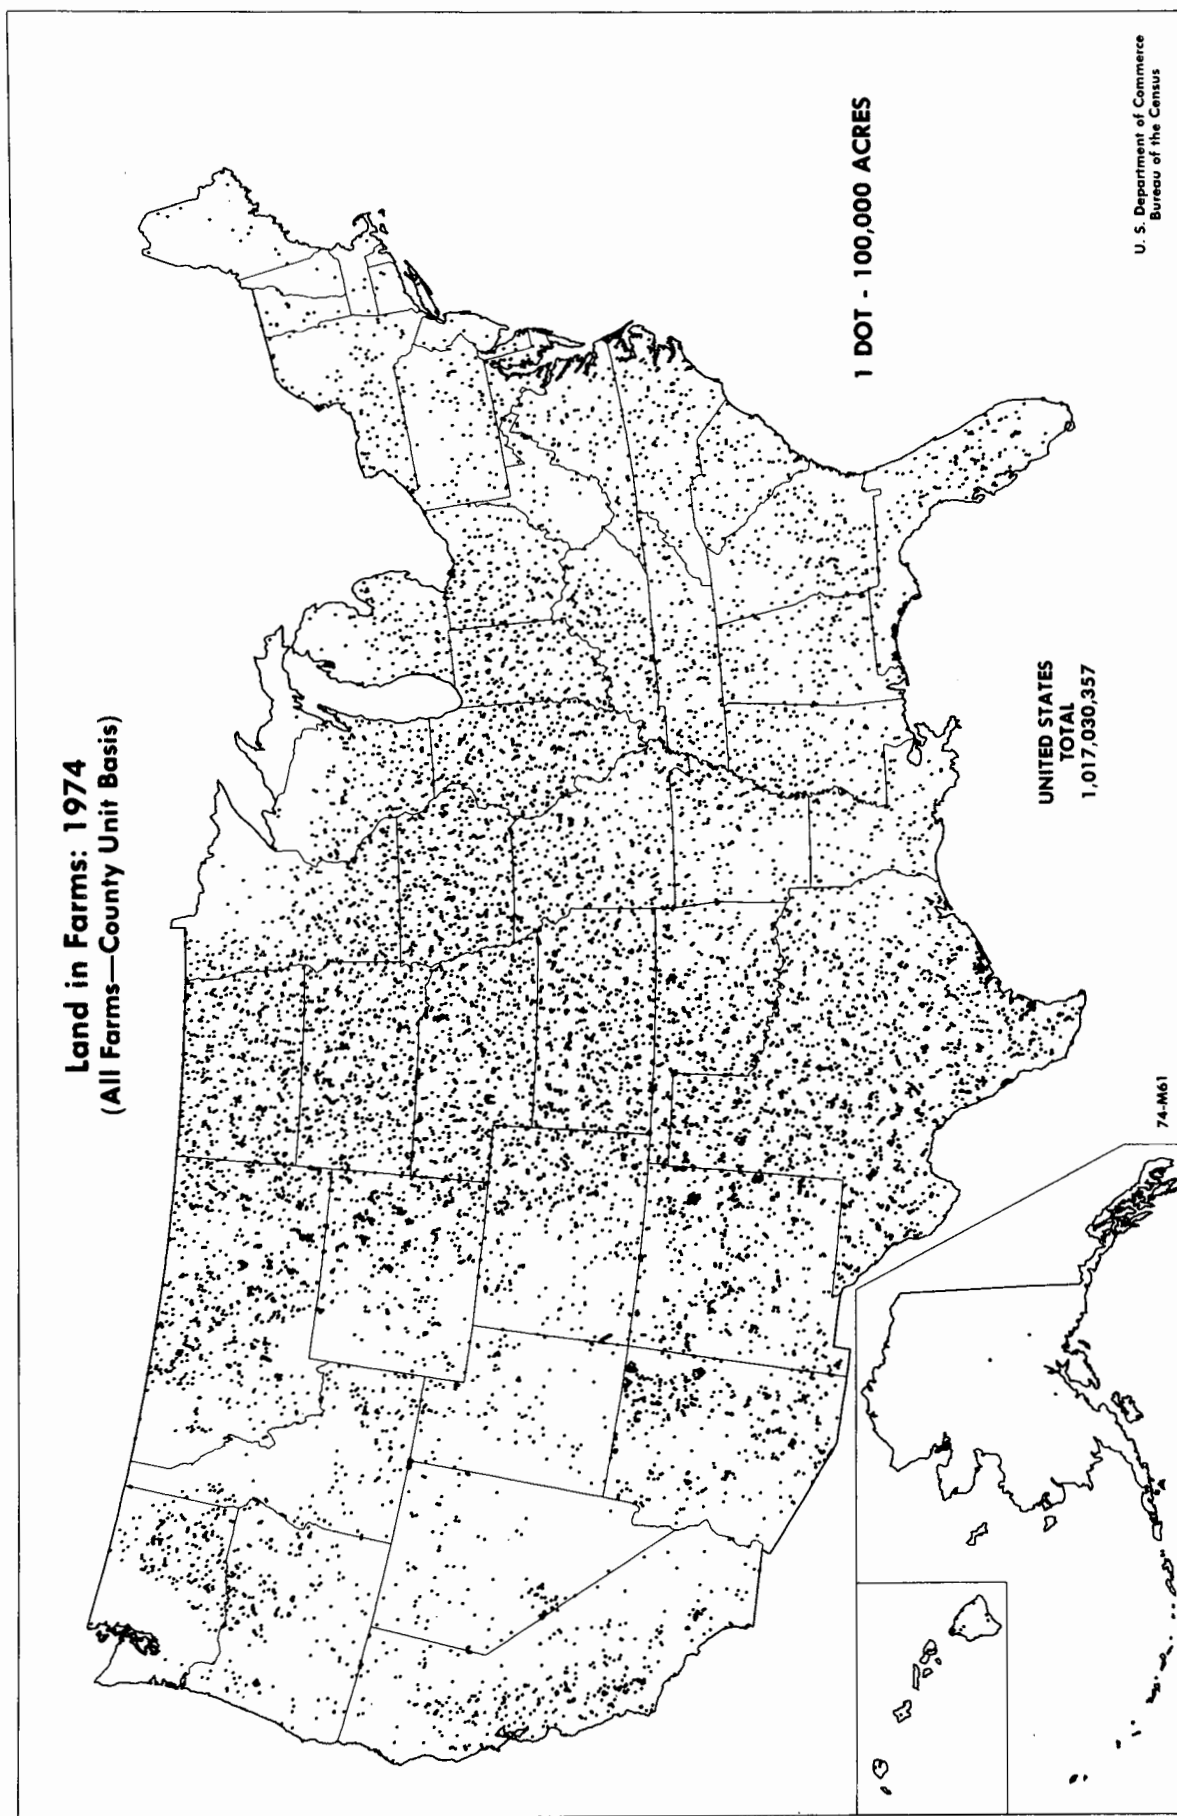 Land in Farms: 1974
(All Farms—County Unit Basis)
1 DOT - 100,000 ACRES
UNITED STATES
TOTAL
1,017,030,357
U. S. Department of Commerce
Bureau of the Census
74-M61